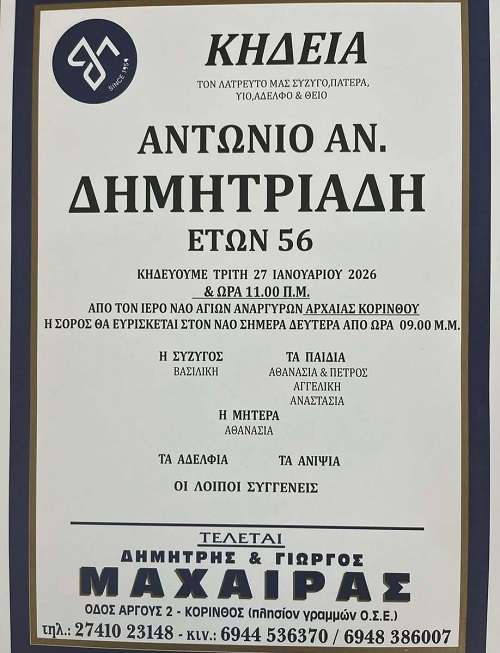 SINCE 1959
ΚΗΔΕΙΑ
ΤΟΝ ΛΑΤΡΕΥΤΟ ΜΑΣ ΣΥΖΥΓΟ,ΠΑΤΕΡΑ,
ΥΙΟ,ΑΔΕΛΦΟ & ΘΕΙΟ
ΑΝΤΩΝΙΟ ΑΝ.
ΔΗΜΗΤΡΙΑΔΗ
ΕΤΩΝ 56
ΚΗΔΕΥΟΥΜΕ ΤΡΙΤΗ 27 ΙΑΝΟΥΑΡΙΟΥ 2026
& ΩΡΑ 11.00 Π.Μ.
ΑΠΟ ΤΟΝ ΙΕΡΟ ΝΑΟ ΑΓΙΩΝ ΑΝΑΡΓΥΡΩΝ ΑΡΧΑΙΑΣ ΚΟΡΙΝΘΟΥ
Η ΣΟΡΟΣ ΘΑ ΕΥΡΙΣΚΕΤΑΙ ΣΤΟΝ ΝΑΟ ΣΗΜΕΡΑ ΔΕΥΤΕΡΑ ΑΠΟ ΩΡΑ 09.00 Μ.Μ.
Η ΣΥΖΥΓΟΣ ΤΑ ΠΑΙΔΙΑ
ΒΑΣΙΛΙΚΗ ΑΘΑΝΑΣΙΑ & ΠΕΤΡΟΣ
ΑΓΓΕΛΙΚΗ
ΑΝΑΣΤΑΣΙΑ
Η ΜΗΤΕΡΑ
ΑΘΑΝΑΣΙΑ
ΤΑ ΑΔΕΛΦΙΑ ΤΑ ΑΝΙΨΙΑ
ΟΙ ΛΟΙΠΟΙ ΣΥΓΓΕΝΕΙΣ
ΤΕΛΕΤΑΙ
ΔΗΜΗΤΡΗΣ & ΓΙΩΡΓΟΣ
ΜΑΧΑΙΡΑΣ
ΟΔΟΣ ΑΡΓΟΥΣ 2 - ΚΟΡΙΝΘΟΣ (πλησίον γραμμών Ο.Σ.Ε.)
τηλ.: 27410 23148 - κιν.: 6944 536370 / 6948 386007